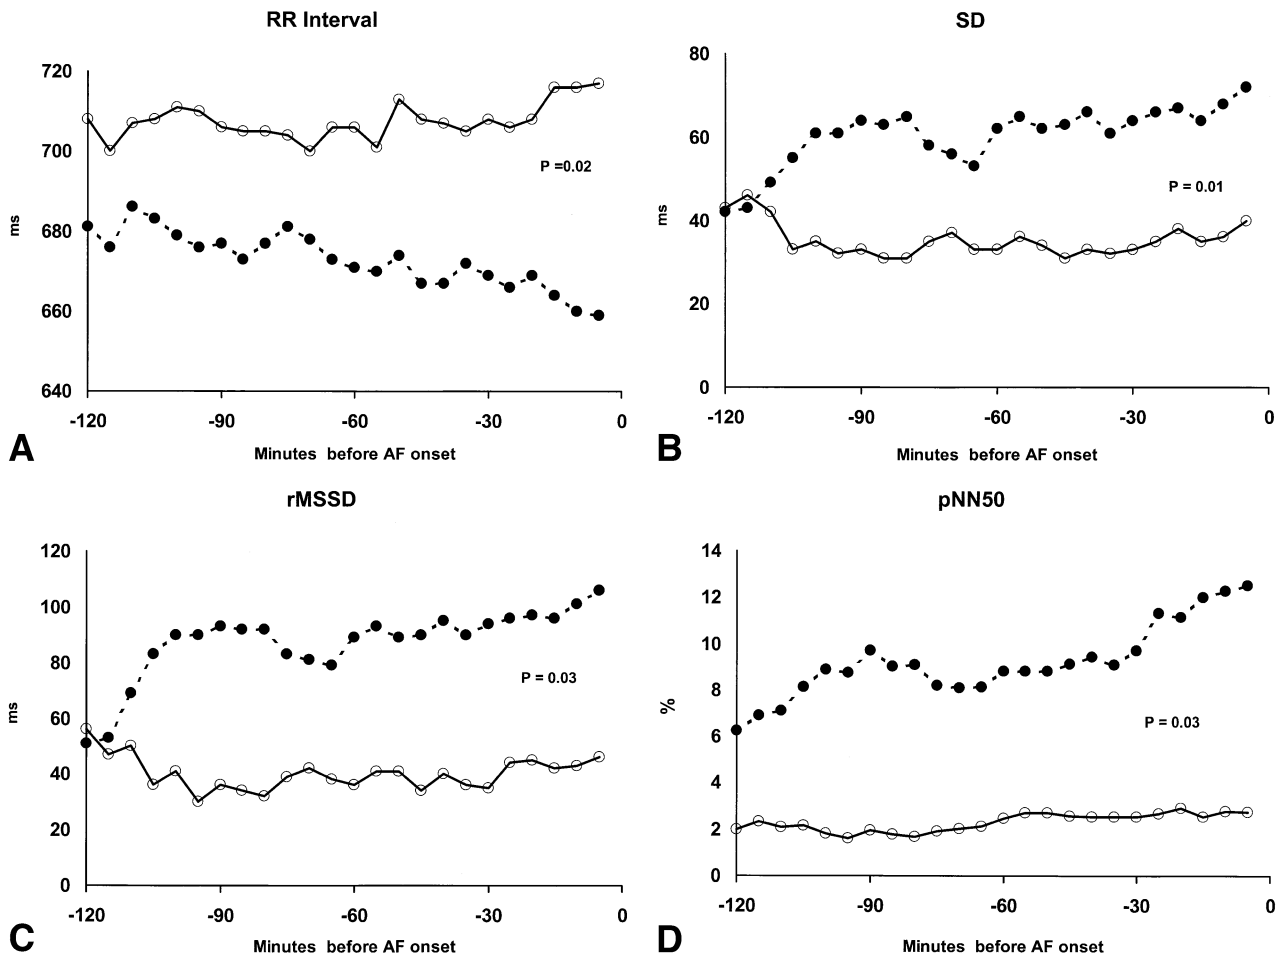 RR Interval
720
700
680
660
640
ms
P =0.02
-120 -90 -60 -30 0
Minutes before AF onset
A
SD
80
60
40
20
0
ms
P = 0.01
-120 -90 -60 -30 0
Minutes before AF onset
B
rMSSD
120
100
80
60
40
20
0
ms
P = 0.03
-120 -90 -60 -30 0
Minutes before AF onset
C
pNN50
14
12
10
8
6
4
2
0
%
P = 0.03
-120 -90 -60 -30 0
Minutes before AF onset
D